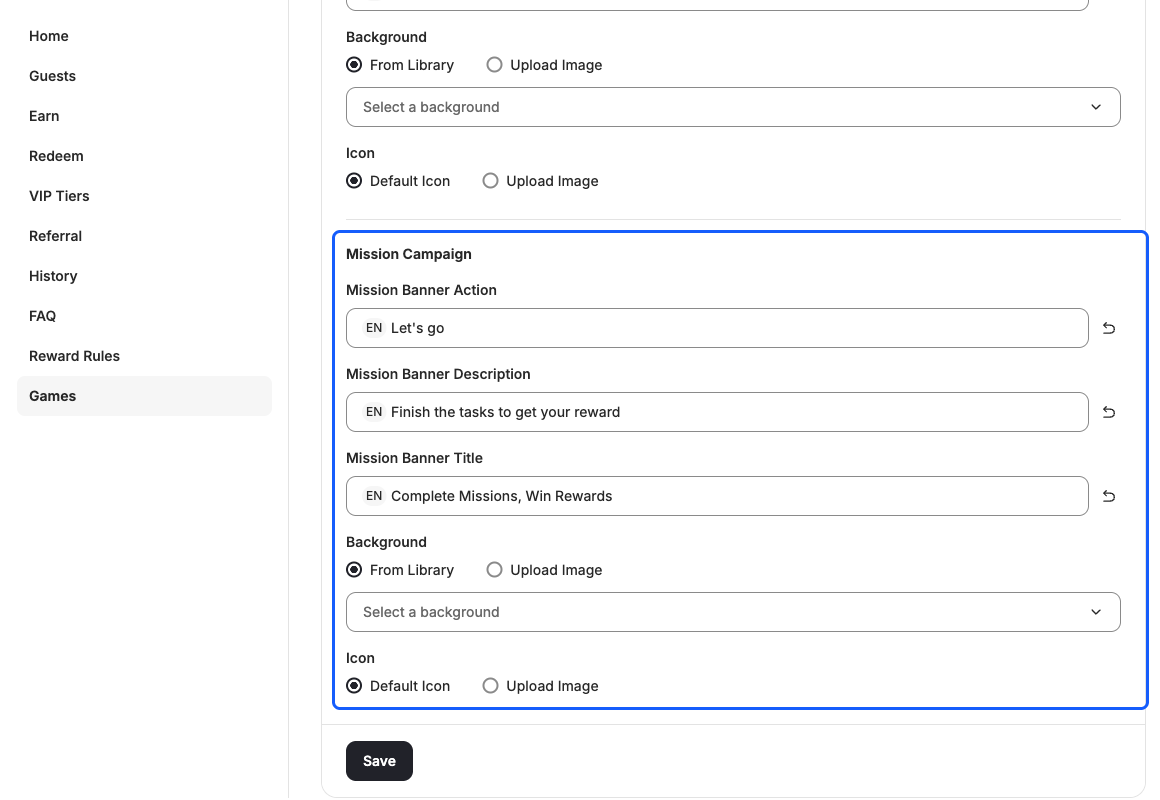 Home
Guests
Earn
Redeem
VIP Tiers
Referral
History
FAQ
Reward Rules
Games
Background
From Library
Upload Image
Select a background
Icon
Default Icon
Upload Image
Mission Campaign
Mission Banner Action
EN Let's go
Mission Banner Description
EN Finish the tasks to get your reward
Mission Banner Title
EN Complete Missions, Win Rewards
Background
From Library
Upload Image
Select a background
Icon
Default Icon
Upload Image
Save